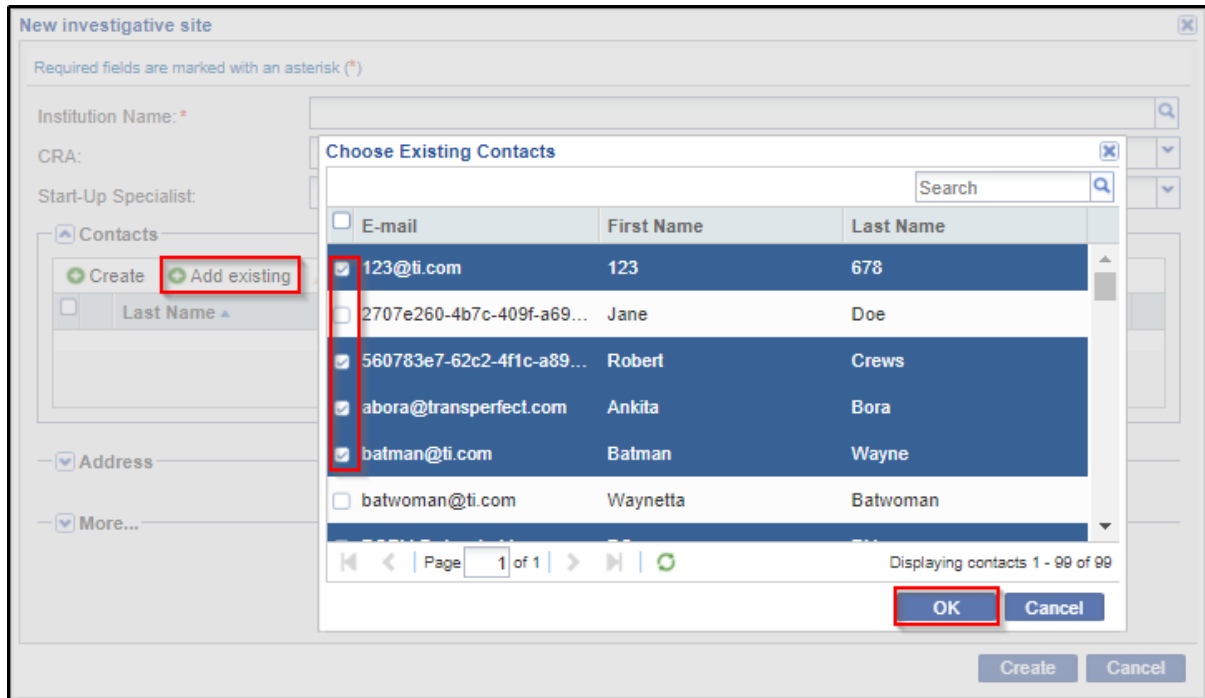 New investigative site
Required fields are marked with an asterisk (*)
Institution Name: *
CRA:
Start-Up Specialist:
Contacts
Create Add existing
Last Name
Address
More...
Choose Existing Contacts
Search
E-mail First Name Last Name
123@ti.com 123 678
2707e260-4b7c-409f-a69... Jane Doe
560783e7-62c2-4f1c-a89... Robert Crews
abora@transperfect.com Ankita Bora
batman@ti.com Batman Wayne
batwoman@ti.com Waynetta Batwoman
Page 1 of 1 Displaying contacts 1 - 99 of 99
OK Cancel
Create Cancel